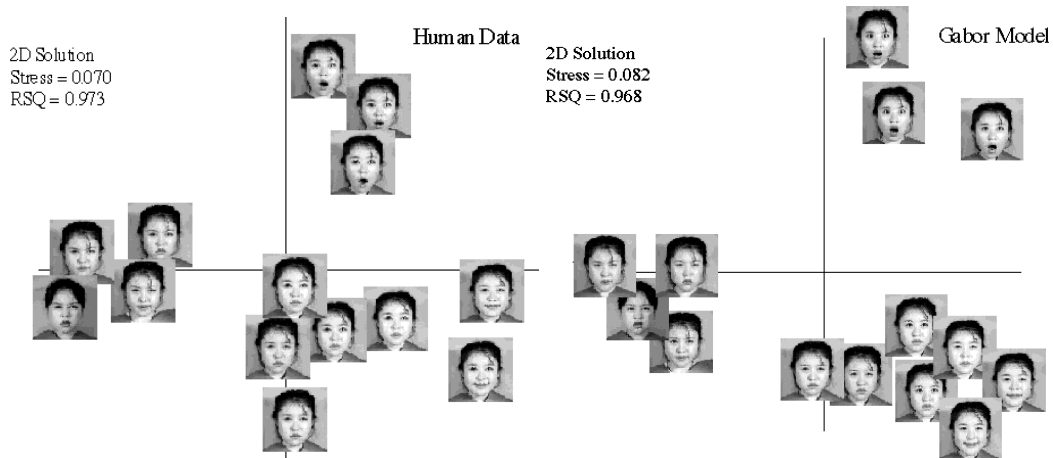 Human Data
2D Solution
Stress = 0.070
RSQ = 0.973
Gabor Model
2D Solution
Stress = 0.082
RSQ = 0.968